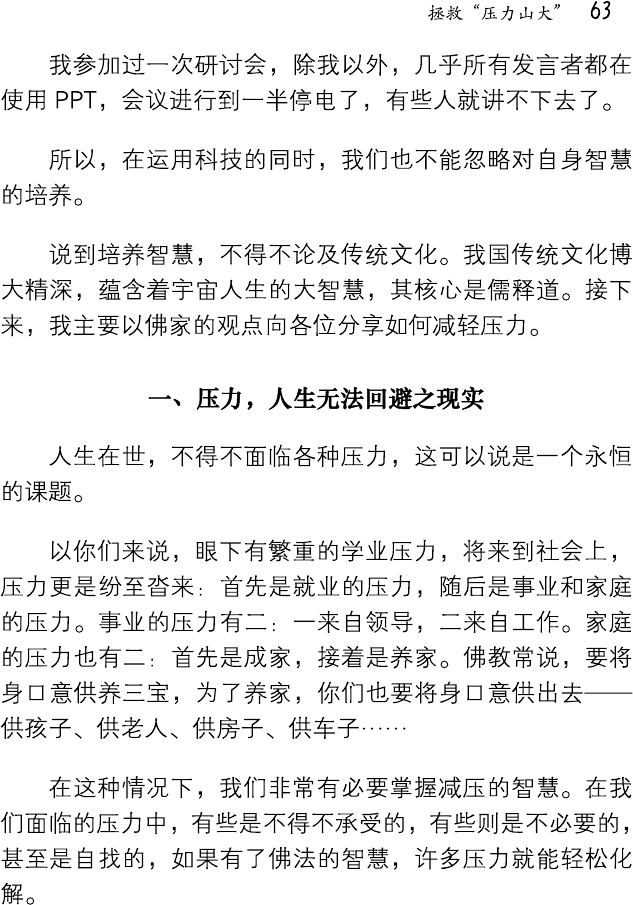 拯救“压力山大” 63
我参加过一次研讨会，除我以外，几乎所有发言者都在
使用 PPT，会议进行到一半停电了，有些人就讲不下去了。
所以，在运用科技的同时，我们也不能忽略对自身智慧
的培养。
说到培养智慧，不得不论及传统文化。我国传统文化博
大精深，蕴含着宇宙人生的大智慧，其核心是儒释道。接下
来，我主要以佛家的观点向各位分享如何减轻压力。
一、压力，人生无法回避之现实
人生在世，不得不面临各种压力，这可以说是一个永恒
的课题。
以你们来说，眼下有繁重的学业压力，将来到社会上，
压力更是纷至沓来：首先是就业的压力，随后是事业和家庭
的压力。事业的压力有二：一来自领导，二来自工作。家庭
的压力也有二：首先是成家，接着是养家。佛教常说，要将
身口意供养三宝，为了养家，你们也要将身口意供出去——
供孩子、供老人、供房子、供车子……
在这种情况下，我们非常有必要掌握减压的智慧。在我
们面临的压力中，有些是不得不承受的，有些则是不必要的，
甚至是自找的，如果有了佛法的智慧，许多压力就能轻松化
解。